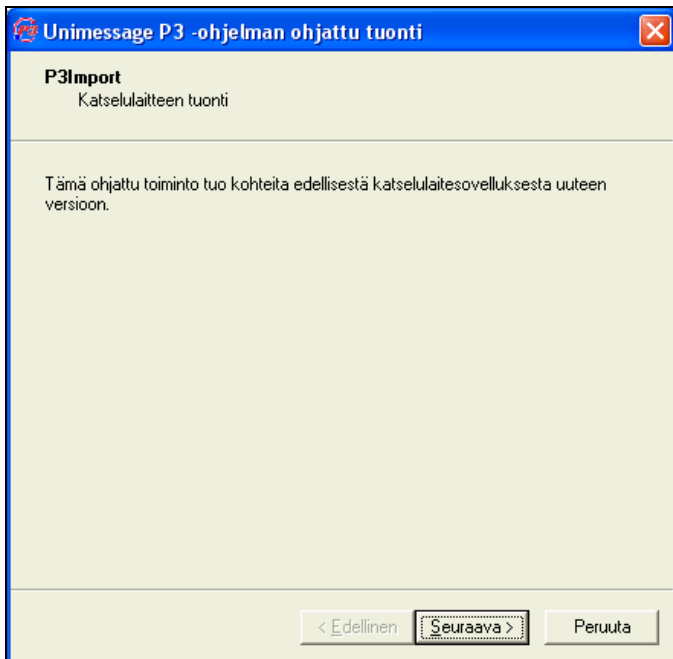 Unimessage P3 -ohjelman ohjattu tuonti
P3Import
Katselulaitteen tuonti
Tämä ohjattu toiminto tuo kohteita edellisestä katselulaitesovelluksesta uuteen
versioon.
< Edellinen Seuraava > Peruuta